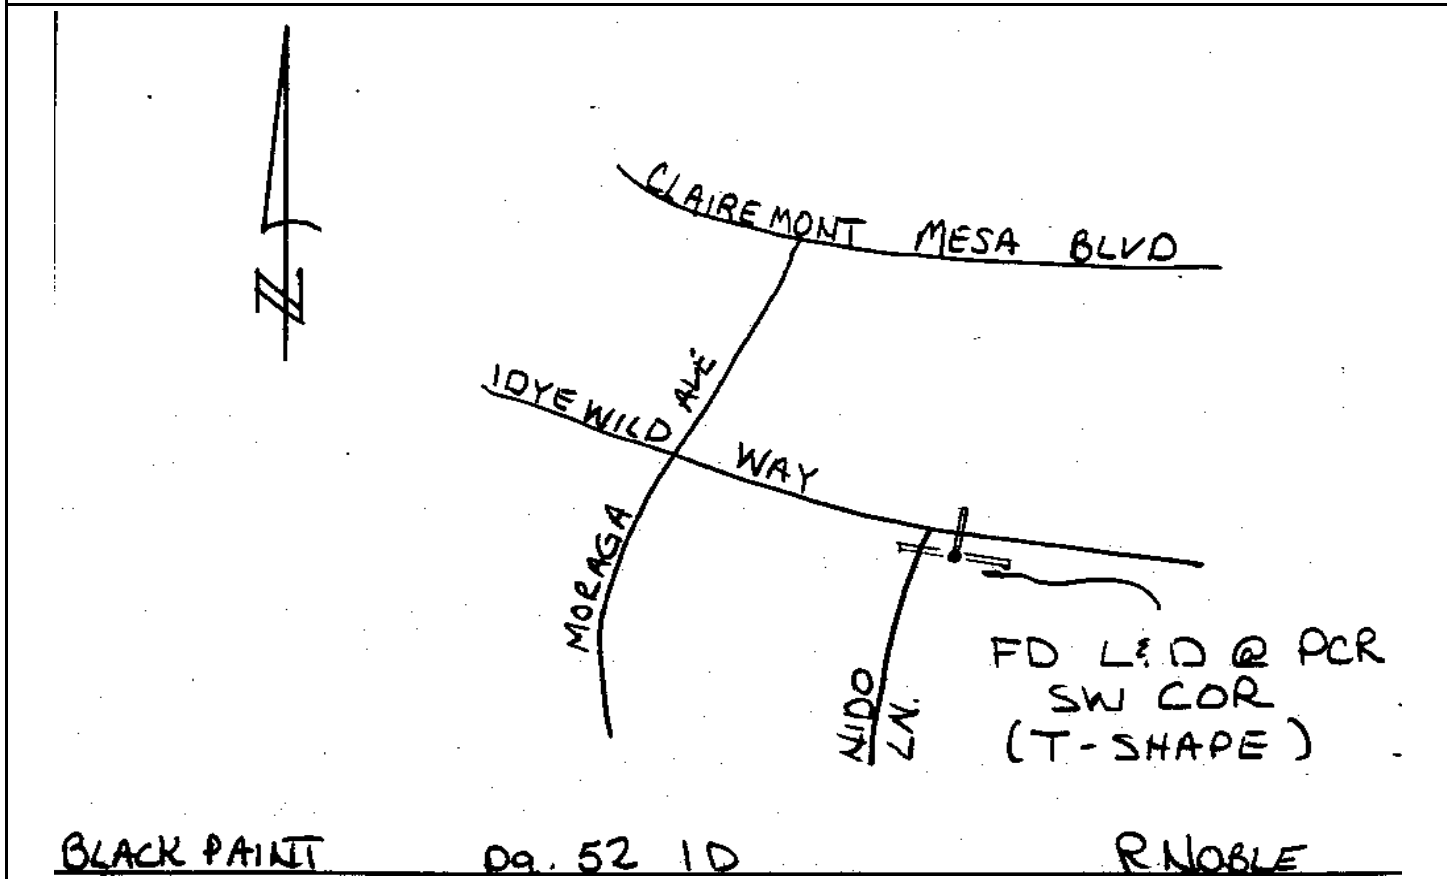 N
CLAIREMONT MESA BLVD
MORAGA AVE
IDYEWILD WAY
NIDO
LN.
FD L&D @ PCR
SW COR
(T-SHAPE)
BLACK PAINT pg. 52 1D R NOBLE